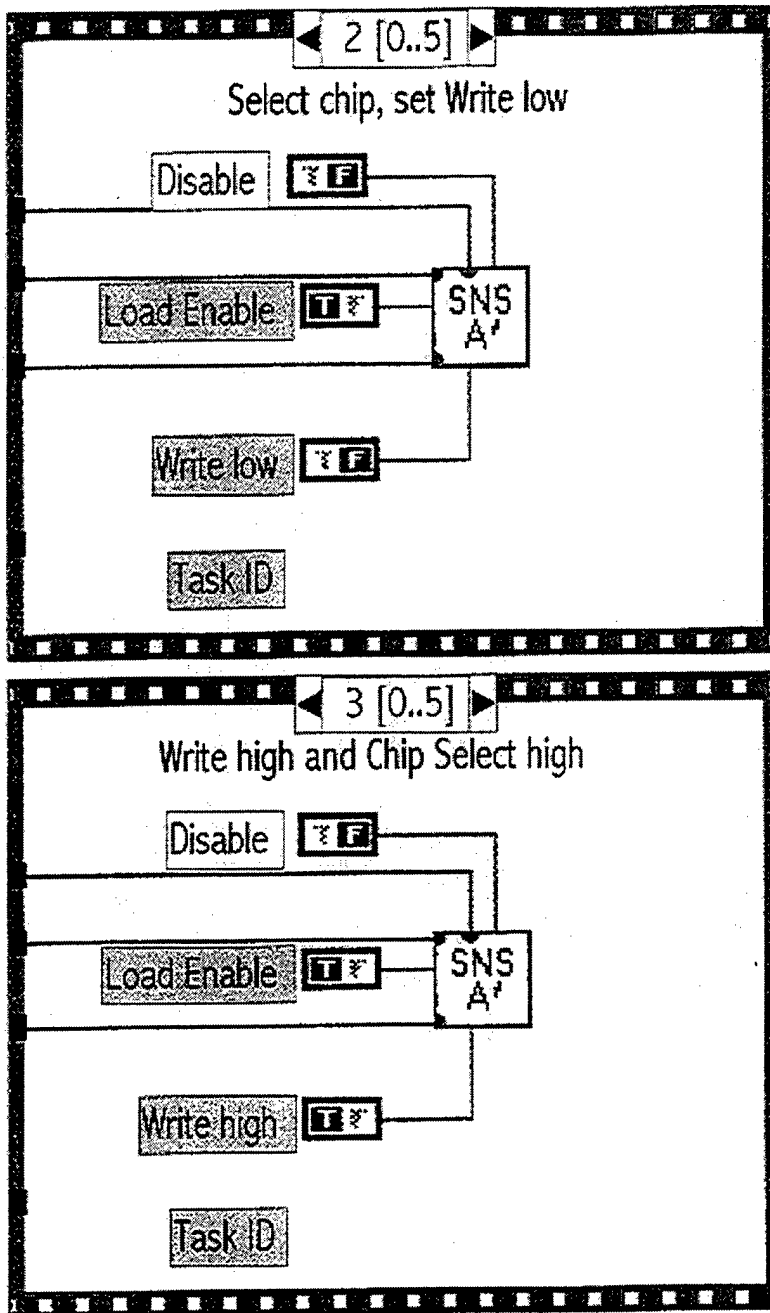 2 [0..5]
Select chip, set Write low
Disable F
Load Enable T
SNS
A'
Write low F
Task ID
3 [0..5]
Write high and Chip Select high
Disable F
Load Enable T
SNS
A'
Write high T
Task ID